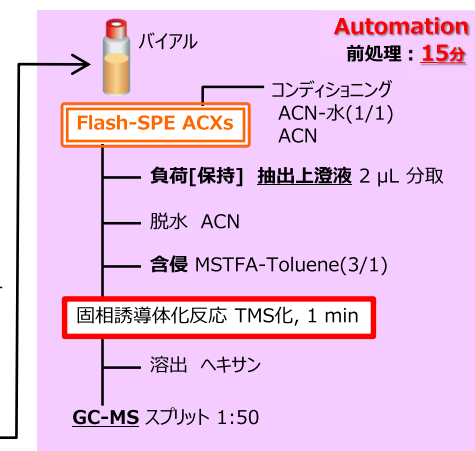 Automation
前処理：15分
バイアル
コンディショニング
ACN-水(1/1)
ACN
Flash-SPE ACXs
負荷[保持] 抽出上澄液 2 µL 分取
脱水 ACN
含侵 MSTFA-Toluene(3/1)
固相誘導体化反応 TMS化, 1 min
溶出 ヘキサン
GC-MS スプリット 1:50